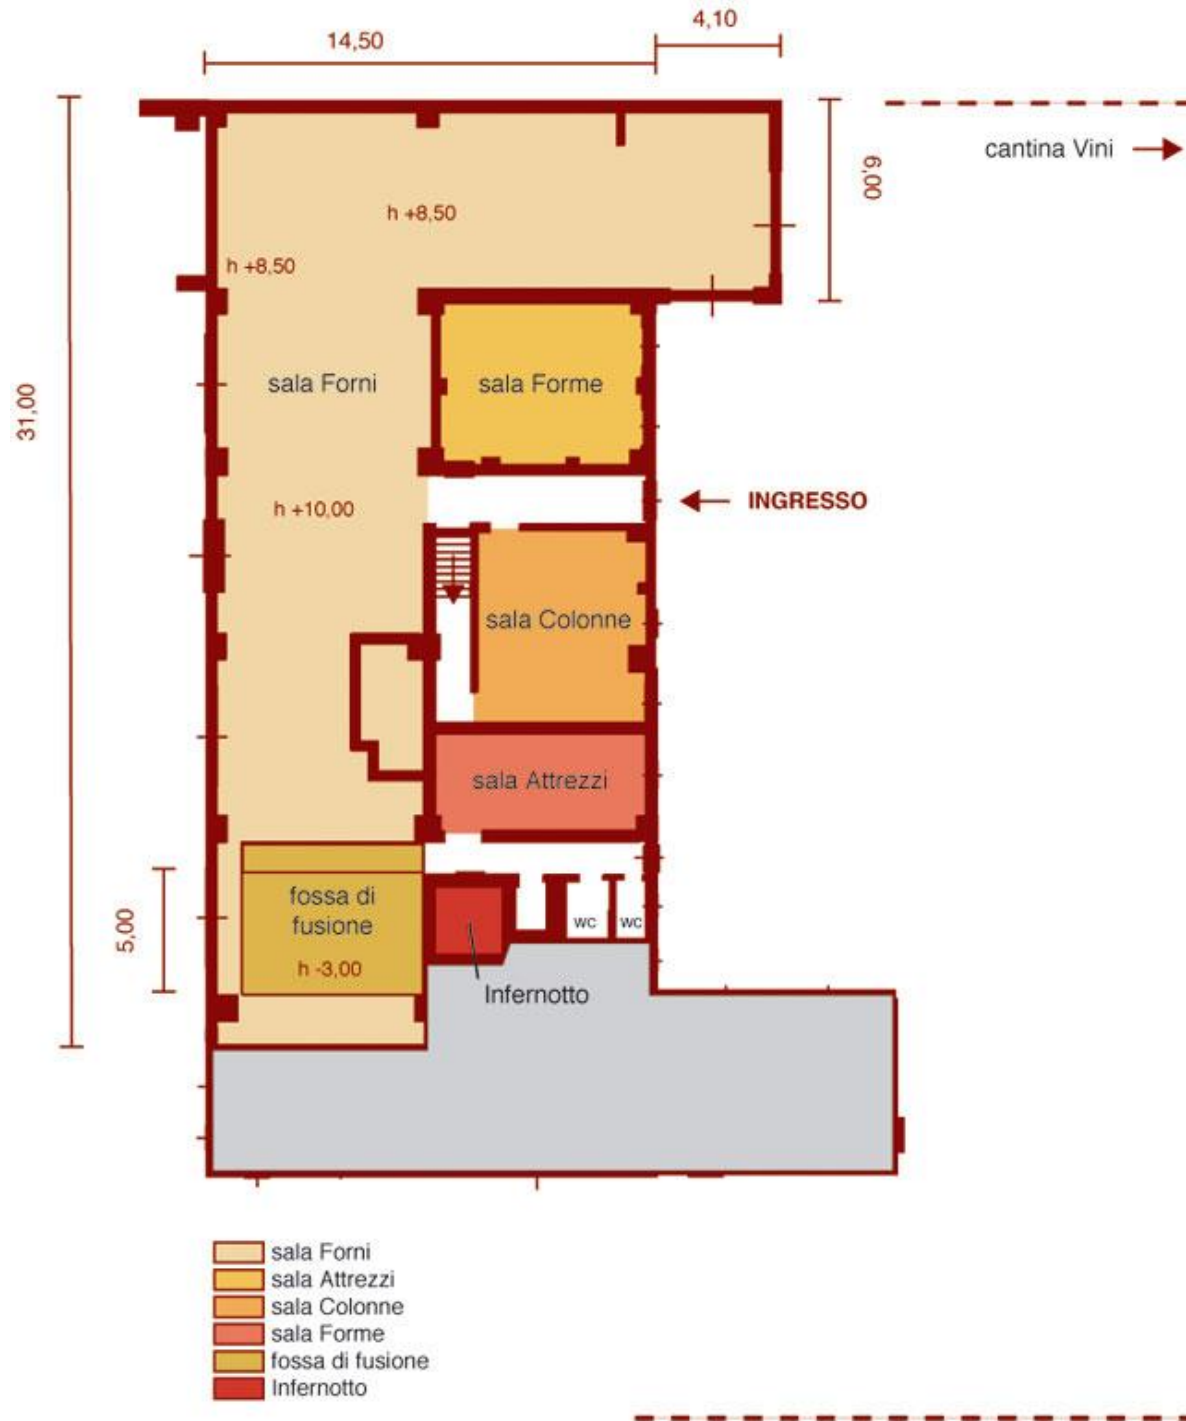 4,10
14,50
cantina Vini
6,00
h +8,50
h +8,50
sala Forni
sala Forme
31,00
INGRESSO
h +10,00
sala Colonne
sala Attrezzi
fossa di
fusione
5,00
wc
wc
h -3,00
Infernotto
sala Forni
sala Attrezzi
sala Colonne
sala Forme
fossa di fusione
Infernotto